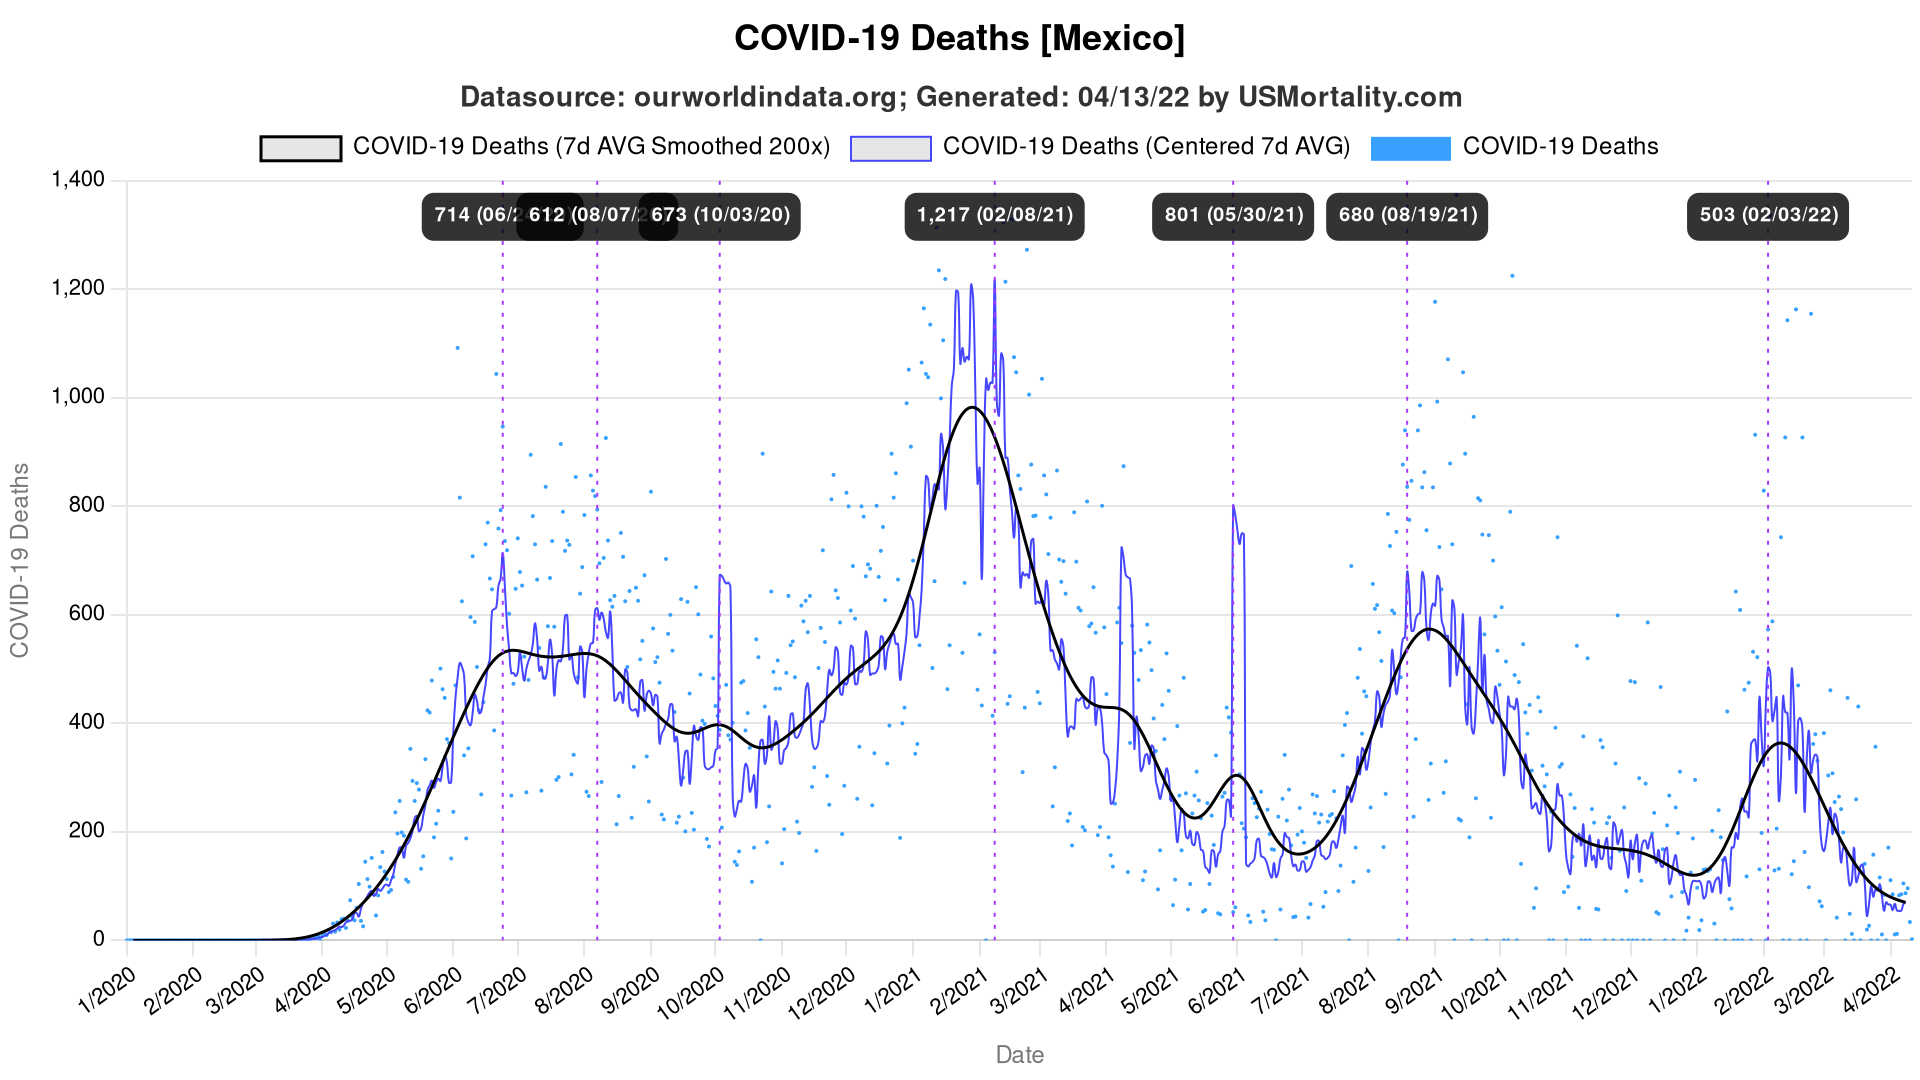 COVID-19 Deaths [Mexico]
Datasource: ourworldindata.org; Generated: 04/13/22 by USMortality.com
COVID-19 Deaths (7d AVG Smoothed 200x) COVID-19 Deaths (Centered 7d AVG) COVID-19 Deaths
714 (06/ 612 (08/07/ 673 (10/03/20) 1,217 (02/08/21) 801 (05/30/21) 680 (08/19/21) 503 (02/03/22)
1,400
1,200
1,000
800
600
400
200
0
COVID-19 Deaths
1/2020 2/2020 3/2020 4/2020 5/2020 6/2020 7/2020 8/2020 9/2020 10/2020 11/2020 12/2020 1/2021 2/2021 3/2021 4/2021 5/2021 6/2021 7/2021 8/2021 9/2021 10/2021 11/2021 12/2021 1/2022 2/2022 3/2022 4/2022
Date